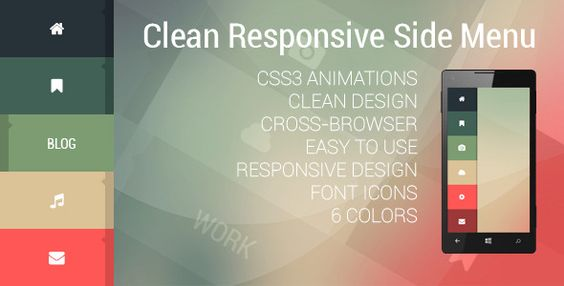 Clean Responsive Side Menu
CSS3 ANIMATIONS
CLEAN DESIGN
CROSS-BROWSER
EASY TO USE
RESPONSIVE DESIGN
FONT ICONS
6 COLORS
BLOG
WORK